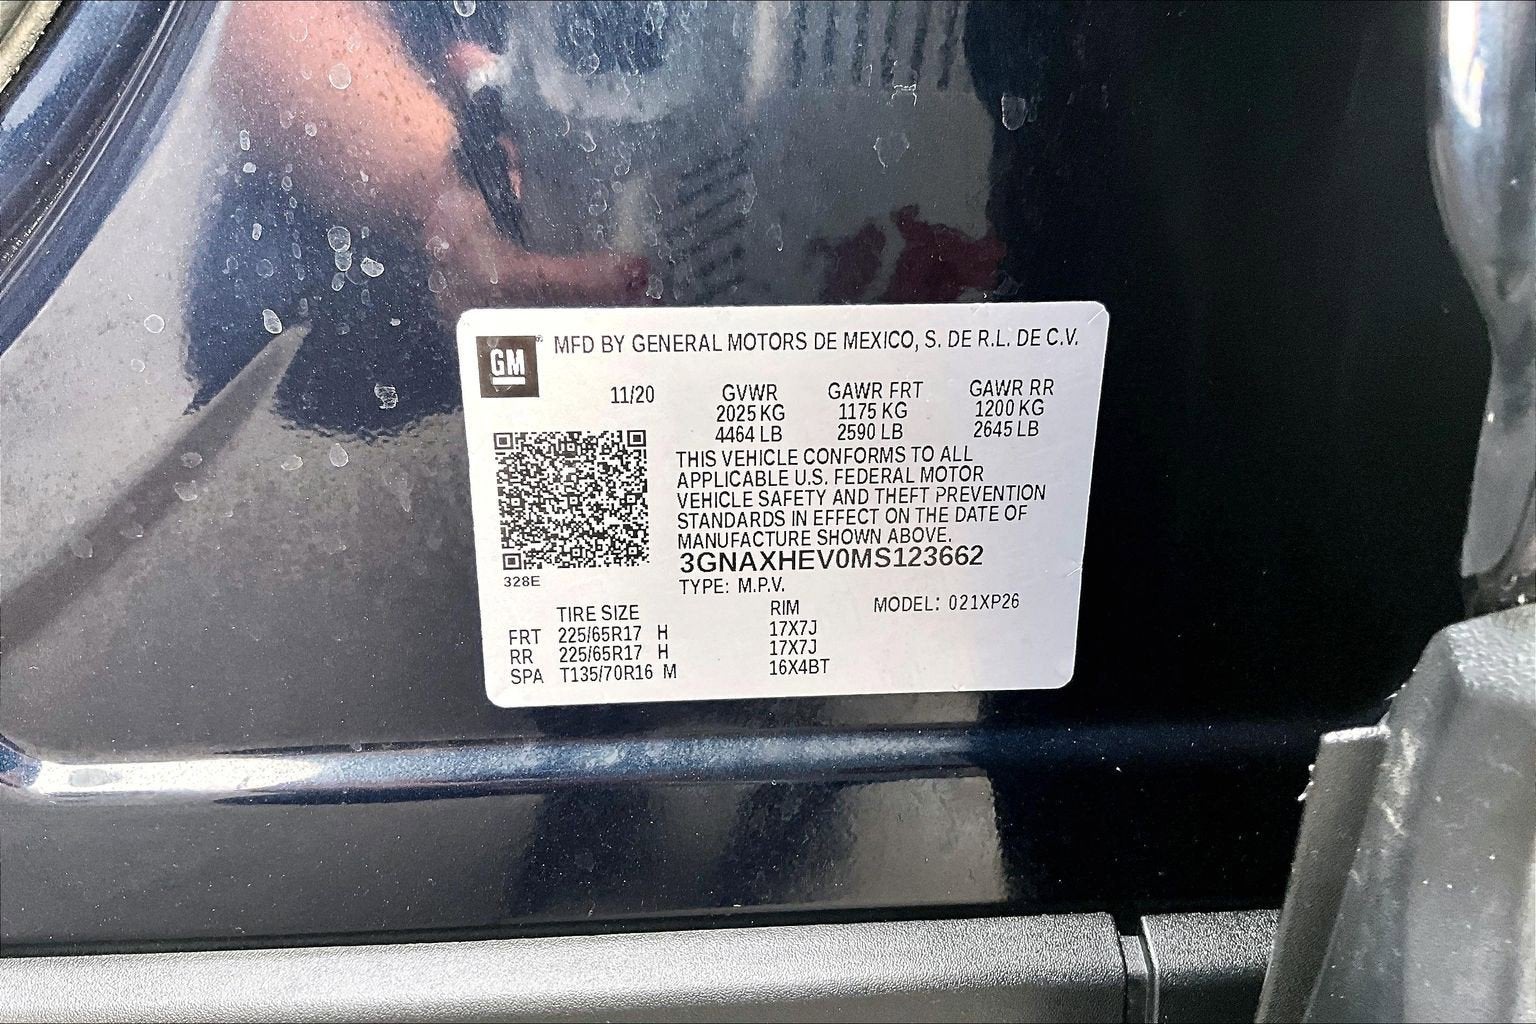 GM® MFD BY GENERAL MOTORS DE MEXICO, S. DE R.L. DE C.V.
11/20 GVWR GAWR FRT GAWR RR
2025 KG 1175 KG 1200 KG
4464 LB 2590 LB 2645 LB
THIS VEHICLE CONFORMS TO ALL
APPLICABLE U.S. FEDERAL MOTOR
VEHICLE SAFETY AND THEFT PREVENTION
STANDARDS IN EFFECT ON THE DATE OF
MANUFACTURE SHOWN ABOVE.
3GNAXHEV0MS123662
328E
TYPE: M.P.V.
TIRE SIZE RIM MODEL: 021XP26
FRT 225/65R17 H 17X7J
RR 225/65R17 H 17X7J
SPA T135/70R16 M 16X4BT